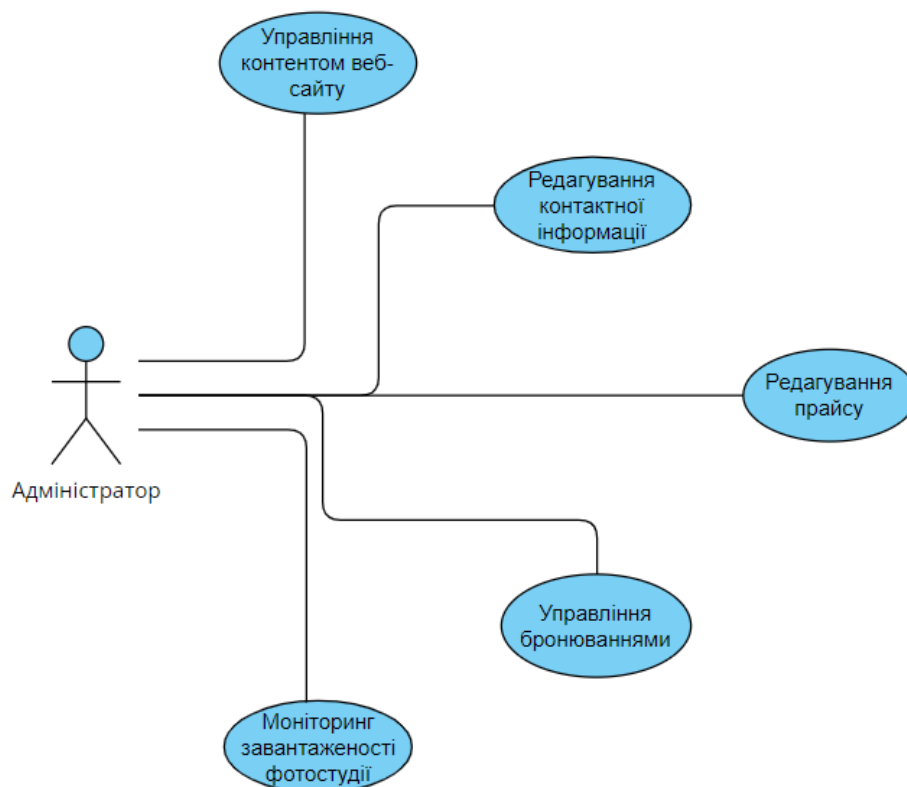 Управління
контентом веб-
сайту
Редагування
контактної
інформації
Редагування
прайсу
Адміністратор
Управління
бронюваннями
Моніторинг
завантаженості
фотостудії